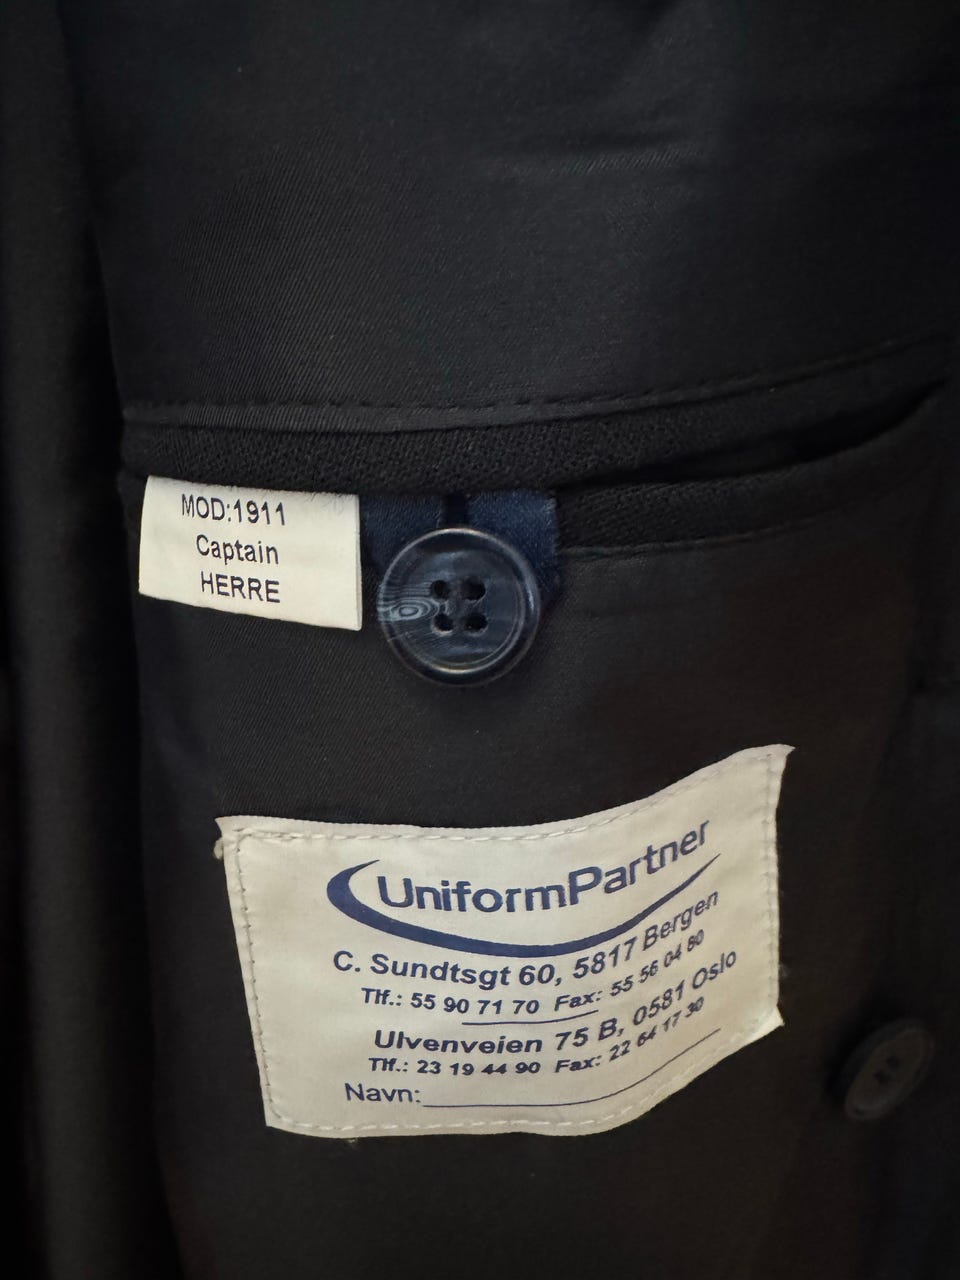 MOD:1911
Captain
HERRE
UniformPartner
C. Sundtsgt 60, 5817 Bergen
Tlf.: 55 90 71 70 Fax: 55 56 04 80
Ulvenveien 75 B, 0581 Oslo
Tlf.: 23 19 44 90 Fax: 22 64 17 30
Navn: